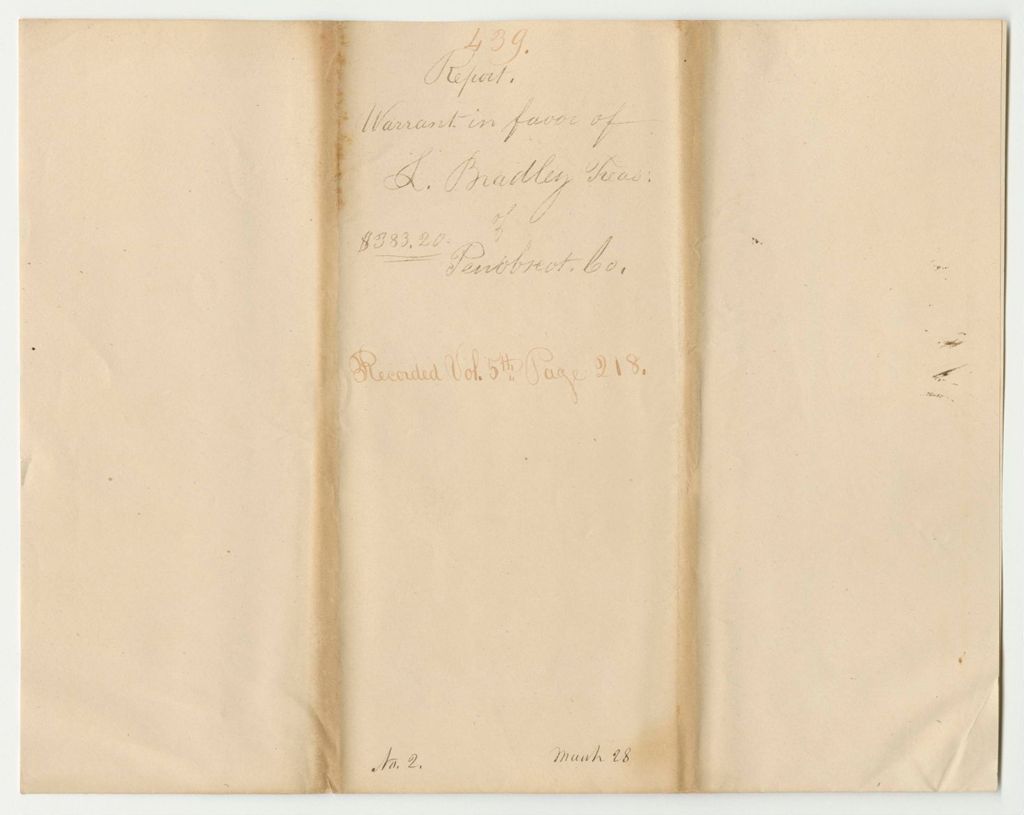 439.
Report.
Warrant in favor of
L. Bradley Treas.
of
$383.20.
Penobscot. Co.
Recorded Vol. 5th Page 218.
No. 2. March 28